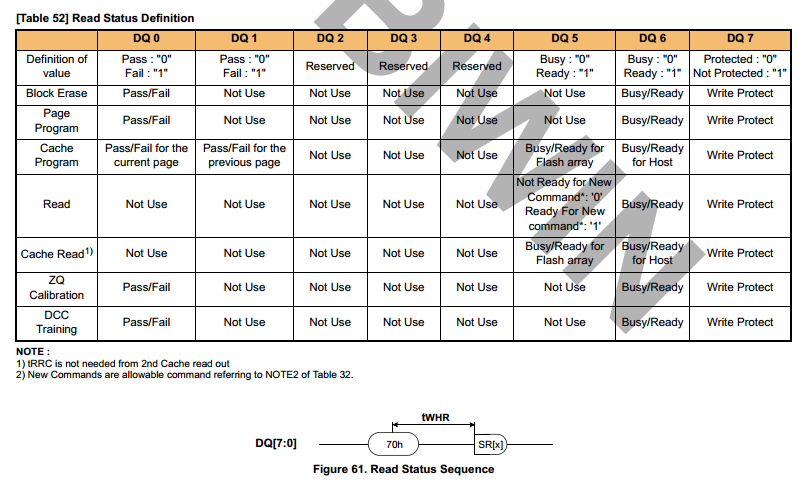 [Table 52] Read Status Definition
DQ 0 DQ 1 DQ 2 DQ 3 DQ 4 DQ 5 DQ 6 DQ 7
Definition of value Pass : "0" Fail : "1" Pass : "0" Fail : "1" Reserved Reserved Reserved Busy : "0" Ready : "1" Busy : "0" Ready : "1" Protected : "0" Not Protected : "1"
Block Erase Pass/Fail Not Use Not Use Not Use Not Use Not Use Busy/Ready Write Protect
Page Program Pass/Fail Not Use Not Use Not Use Not Use Not Use Busy/Ready Write Protect
Cache Program Pass/Fail for the current page Pass/Fail for the previous page Not Use Not Use Not Use Busy/Ready for Flash array Busy/Ready for Host Write Protect
Read Not Use Not Use Not Use Not Use Not Use Not Ready for New Command*: '0' Ready For New command*: '1' Busy/Ready Write Protect
Cache Read1) Not Use Not Use Not Use Not Use Not Use Busy/Ready for Flash array Busy/Ready for Host Write Protect
ZQ Calibration Pass/Fail Not Use Not Use Not Use Not Use Not Use Busy/Ready Write Protect
DCC Training Pass/Fail Not Use Not Use Not Use Not Use Not Use Busy/Ready Write Protect
NOTE :
1) tRRC is not needed from 2nd Cache read out
2) New Commands are allowable command referring to NOTE2 of Table 32.
tWHR
DQ[7:0] 70h SR[x]
Figure 61. Read Status Sequence
BIWIN